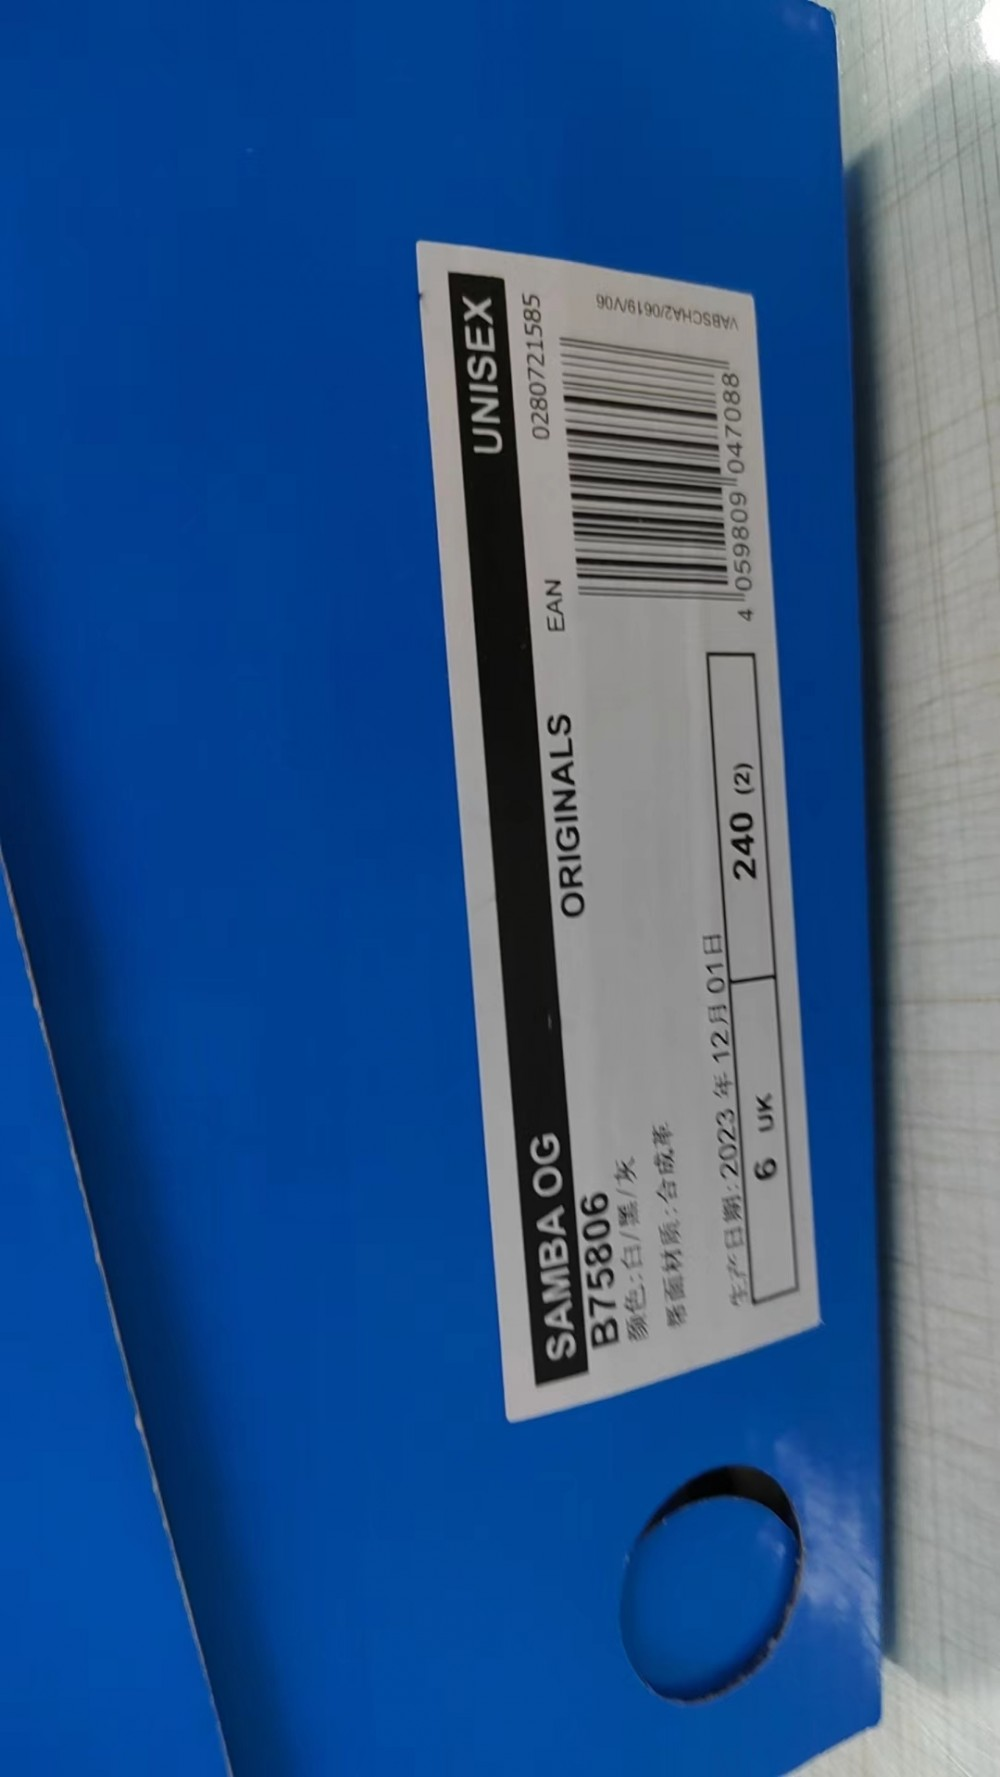 SAMBA OG UNISEX
B75806 ORIGINALS EAN 0280721585
颜色:白/黑/灰
帮面材质:合成革
生产日期:2023 年 12月 01日
6 UK 240 (2)
4 059809 047088
VABSCHA2/0619/V06